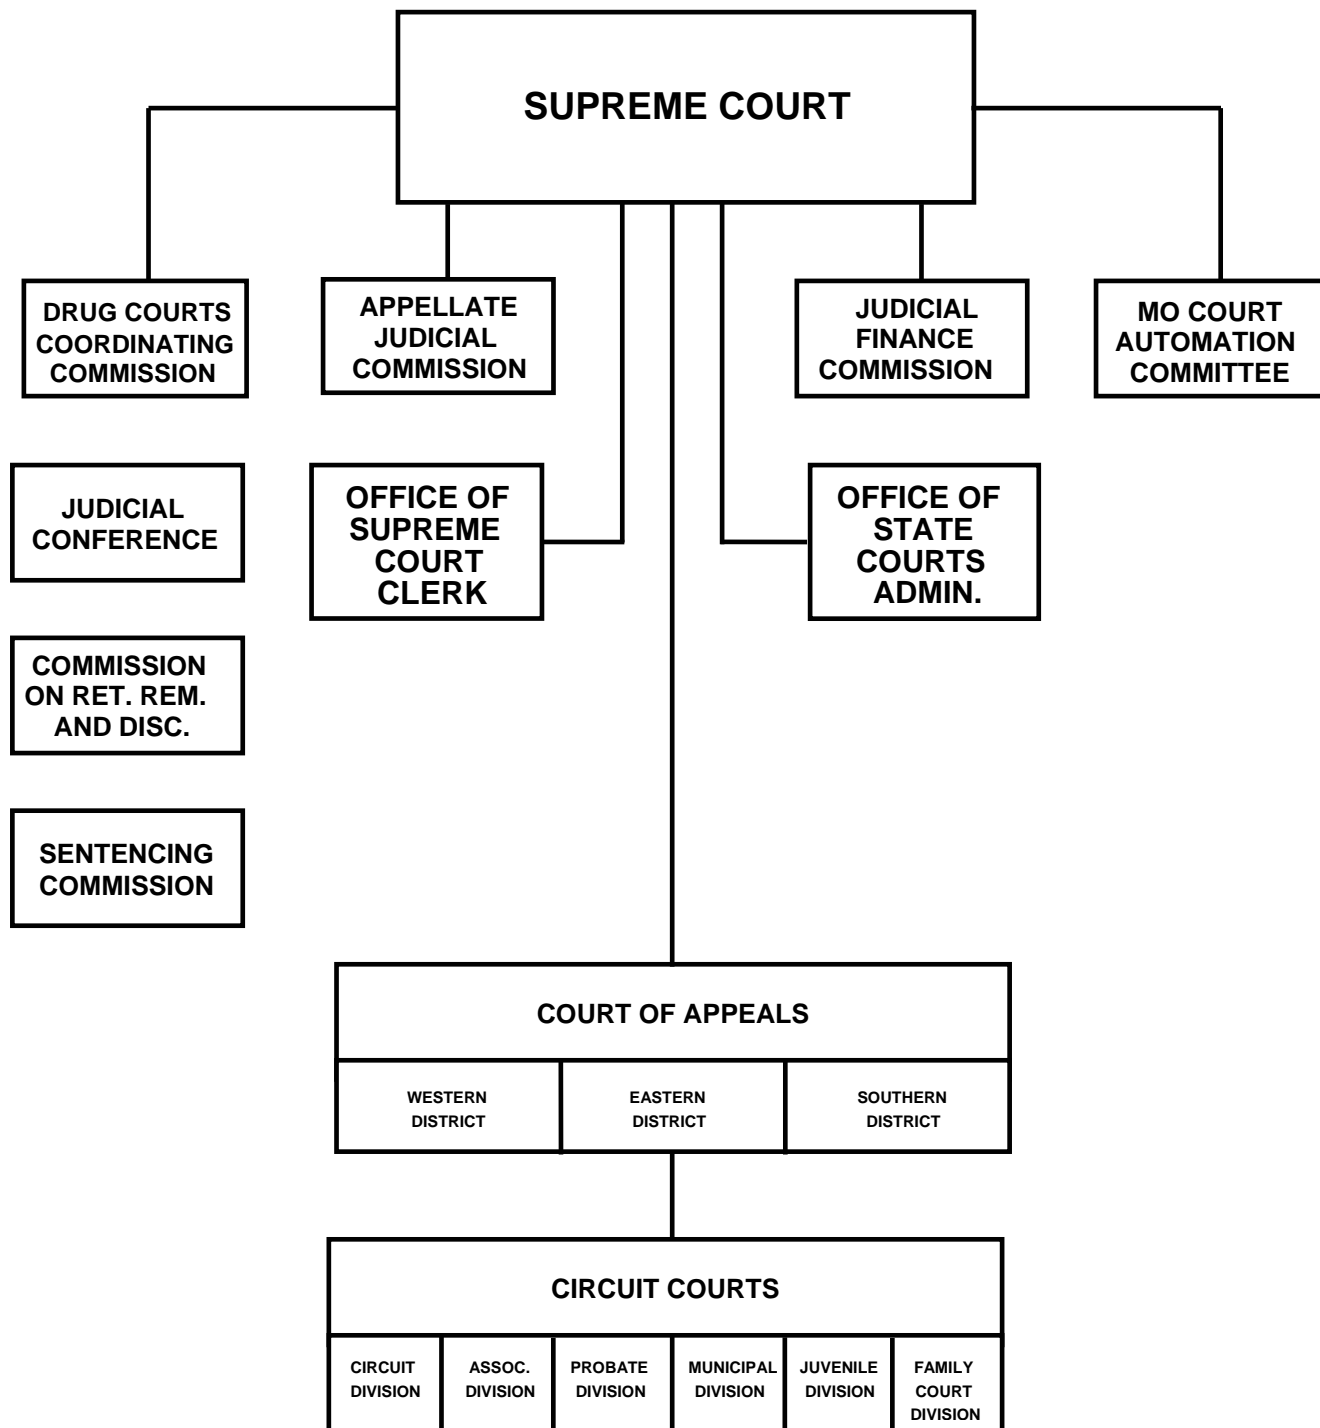 SUPREME COURT
DRUG COURTS
COORDINATING
COMMISSION
APPELLATE
JUDICIAL
COMMISSION
JUDICIAL
FINANCE
COMMISSION
MO COURT
AUTOMATION
COMMITTEE
JUDICIAL
CONFERENCE
OFFICE OF
SUPREME
COURT
CLERK
OFFICE OF
STATE
COURTS
ADMIN.
COMMISSION
ON RET. REM.
AND DISC.
SENTENCING
COMMISSION
COURT OF APPEALS
WESTERN
DISTRICT
EASTERN
DISTRICT
SOUTHERN
DISTRICT
CIRCUIT COURTS
CIRCUIT
DIVISION
ASSOC.
DIVISION
PROBATE
DIVISION
MUNICIPAL
DIVISION
JUVENILE
DIVISION
FAMILY
COURT
DIVISION